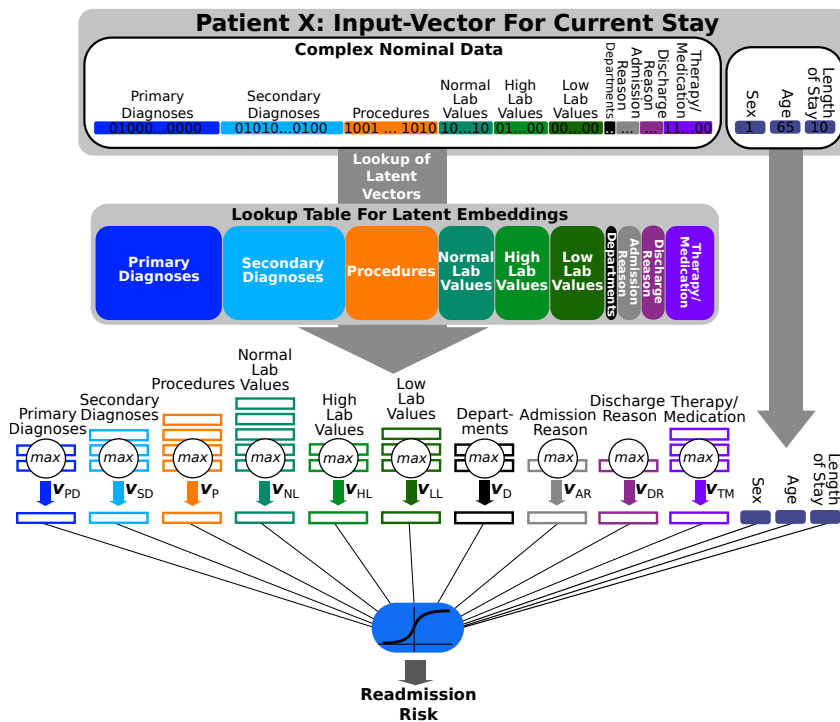 Patient X: Input-Vector For Current Stay
Complex Nominal Data
Primary
Diagnoses
Secondary
Diagnoses
Procedures
Normal
Lab
Values
High
Lab
Values
Low
Lab
Values
Departments
Admission
Reason
Discharge
Reason
Therapy/
Medication
Sex
Age
Length
of Stay
01000...0000
01010...0100
1001 ... 1010
10...10
01...00
00...00
..
...
...
11...00
1
65
10
Lookup of
Latent
Vectors
Lookup Table For Latent Embeddings
Primary
Diagnoses
Secondary
Diagnoses
Procedures
Normal
Lab
Values
High
Lab
Values
Low
Lab
Values
Departments
Admission
Reason
Discharge
Reason
Therapy/
Medication
Primary
Diagnoses
Secondary
Diagnoses
Procedures
Normal
Lab
Values
High
Lab
Values
Low
Lab
Values
Depart-
ments
Admission
Reason
Discharge
Reason
Therapy/
Medication
max
max
max
max
max
max
max
max
max
max
vPD
vSD
vP
vNL
vHL
vLL
vD
vAR
vDR
vTM
Sex
Age
Length
of Stay
Readmission
Risk